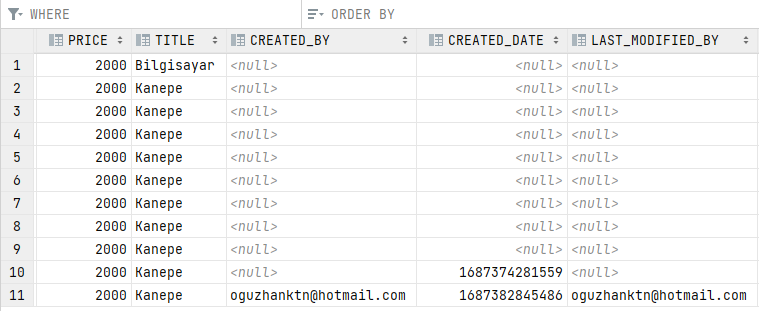 WHERE ORDER BY
PRICE TITLE CREATED_BY CREATED_DATE LAST_MODIFIED_BY
1 2000 Bilgisayar <null> <null> <null>
2 2000 Kanepe <null> <null> <null>
3 2000 Kanepe <null> <null> <null>
4 2000 Kanepe <null> <null> <null>
5 2000 Kanepe <null> <null> <null>
6 2000 Kanepe <null> <null> <null>
7 2000 Kanepe <null> <null> <null>
8 2000 Kanepe <null> <null> <null>
9 2000 Kanepe <null> <null> <null>
10 2000 Kanepe <null> 1687374281559 <null>
11 2000 Kanepe oguzhanktn@hotmail.com 1687382845486 oguzhanktn@hotmail.com